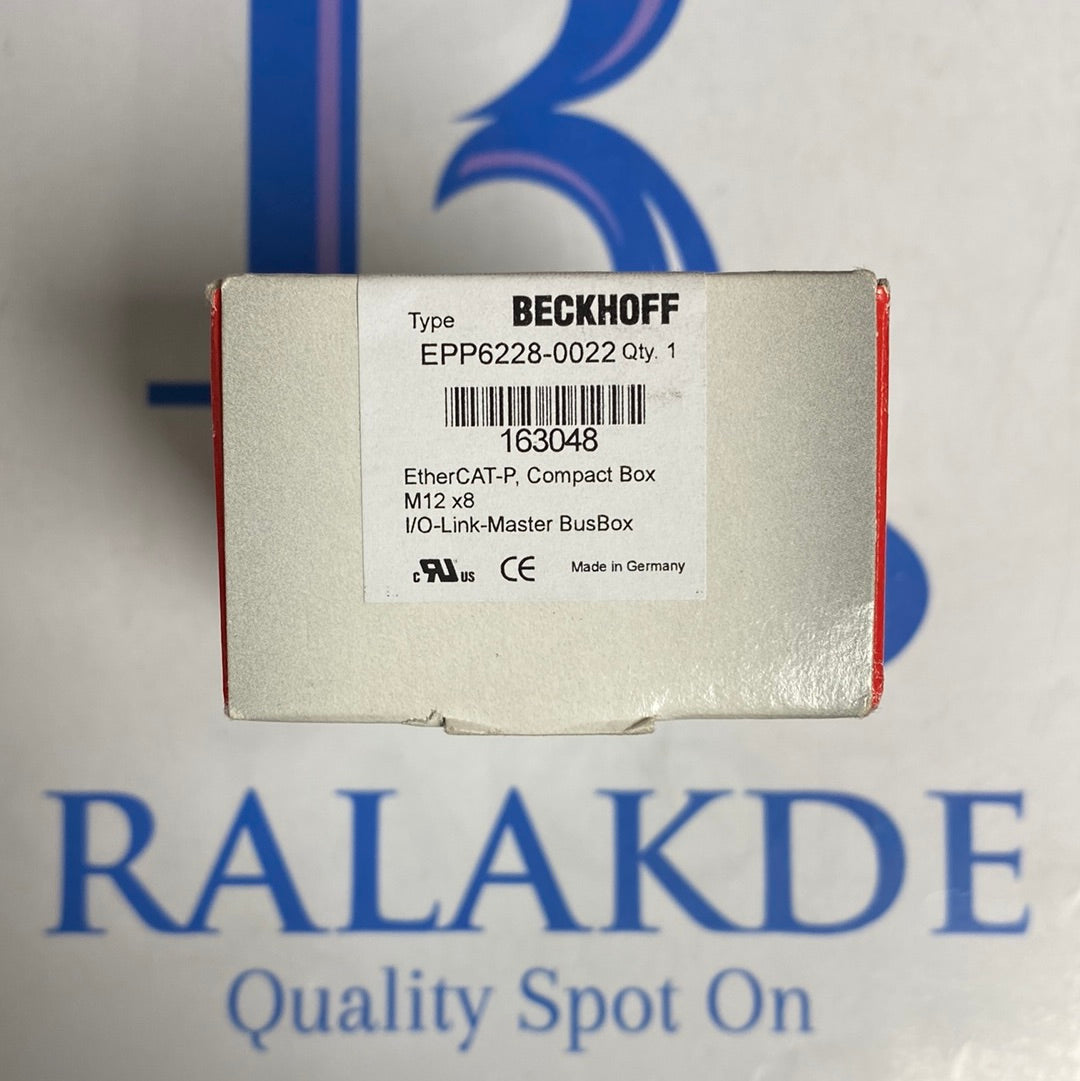 Type BECKHOFF
EPP6228-0022 Qty. 1
163048
EtherCAT-P, Compact Box
M12 x8
I/O-Link-Master BusBox
c RU US CE Made in Germany
RALAKDE
Quality Spot On